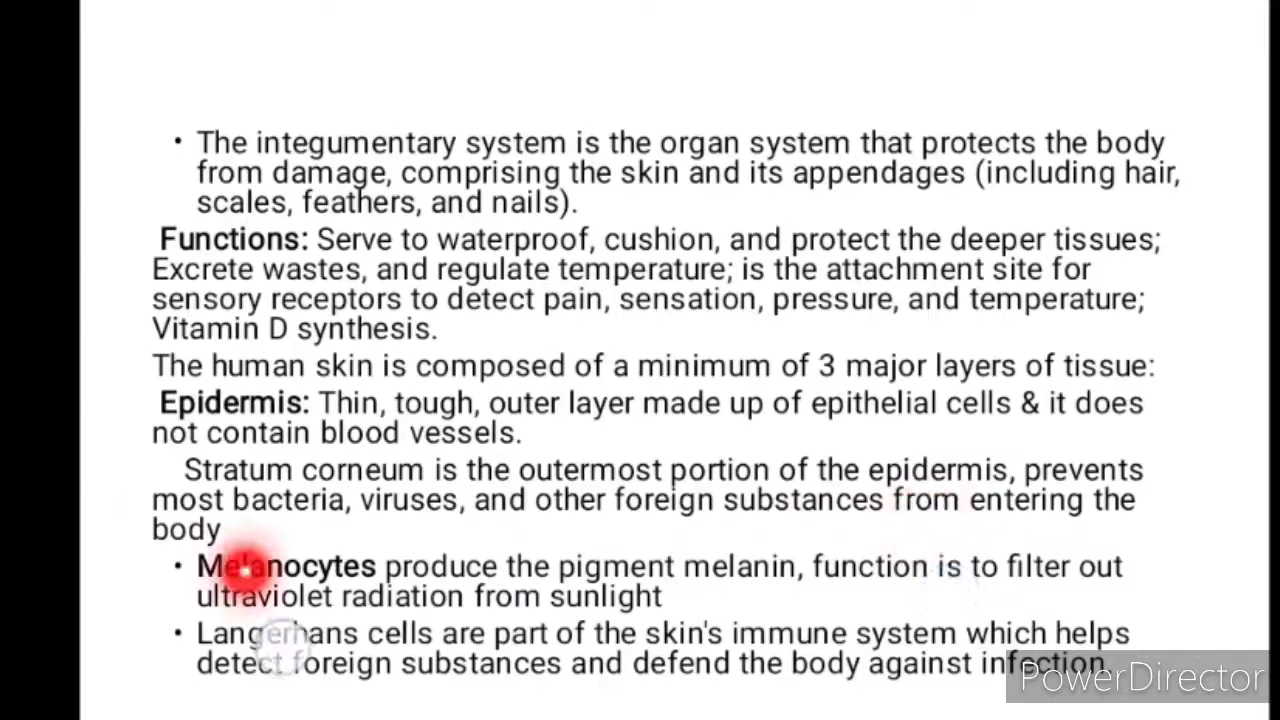 • The integumentary system is the organ system that protects the body
from damage, comprising the skin and its appendages (including hair,
scales, feathers, and nails).
Functions: Serve to waterproof, cushion, and protect the deeper tissues;
Excrete wastes, and regulate temperature; is the attachment site for
sensory receptors to detect pain, sensation, pressure, and temperature;
Vitamin D synthesis.
The human skin is composed of a minimum of 3 major layers of tissue:
Epidermis: Thin, tough, outer layer made up of epithelial cells & it does
not contain blood vessels.
Stratum corneum is the outermost portion of the epidermis, prevents
most bacteria, viruses, and other foreign substances from entering the
body
• Melanocytes produce the pigment melanin, function is to filter out
ultraviolet radiation from sunlight
• Langerhans cells are part of the skin's immune system which helps
detect foreign substances and defend the body against infection.
PowerDirector